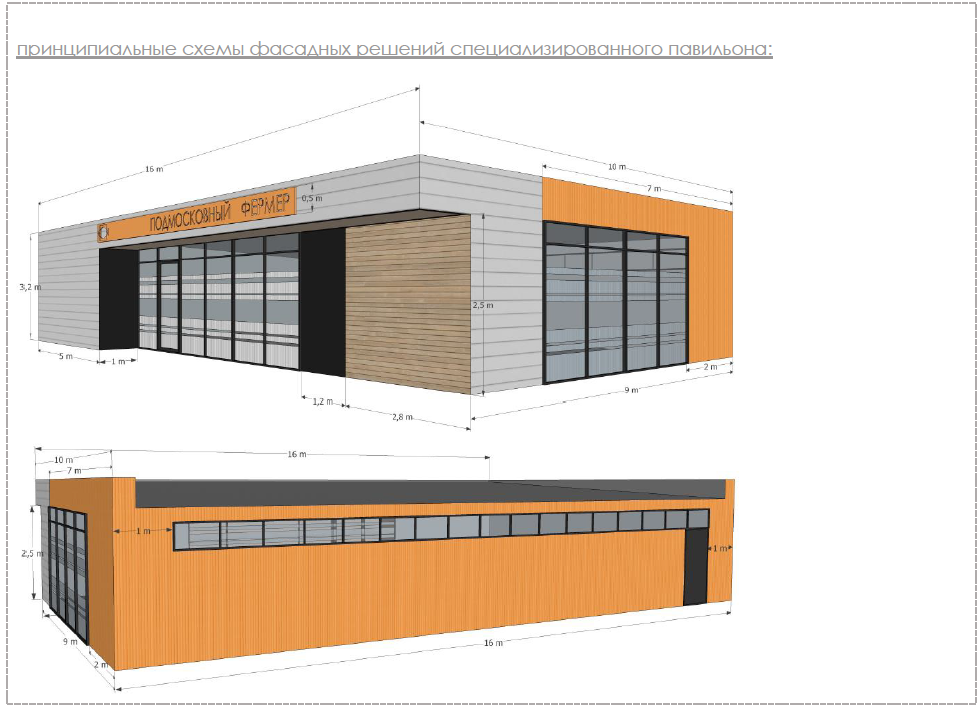 принципиальные схемы фасадных решений специализированного павильона:
16 m
10 m
7 m
0,5 m
ПОДМОСКОВНЫЙ ФЕРМЕР
3,2 m
2,5 m
5 m
1 m
2 m
9 m
1,2 m
2,8 m
16 m
10 m
7 m
1 m
2,5 m
1 m
9 m
16 m
2 m